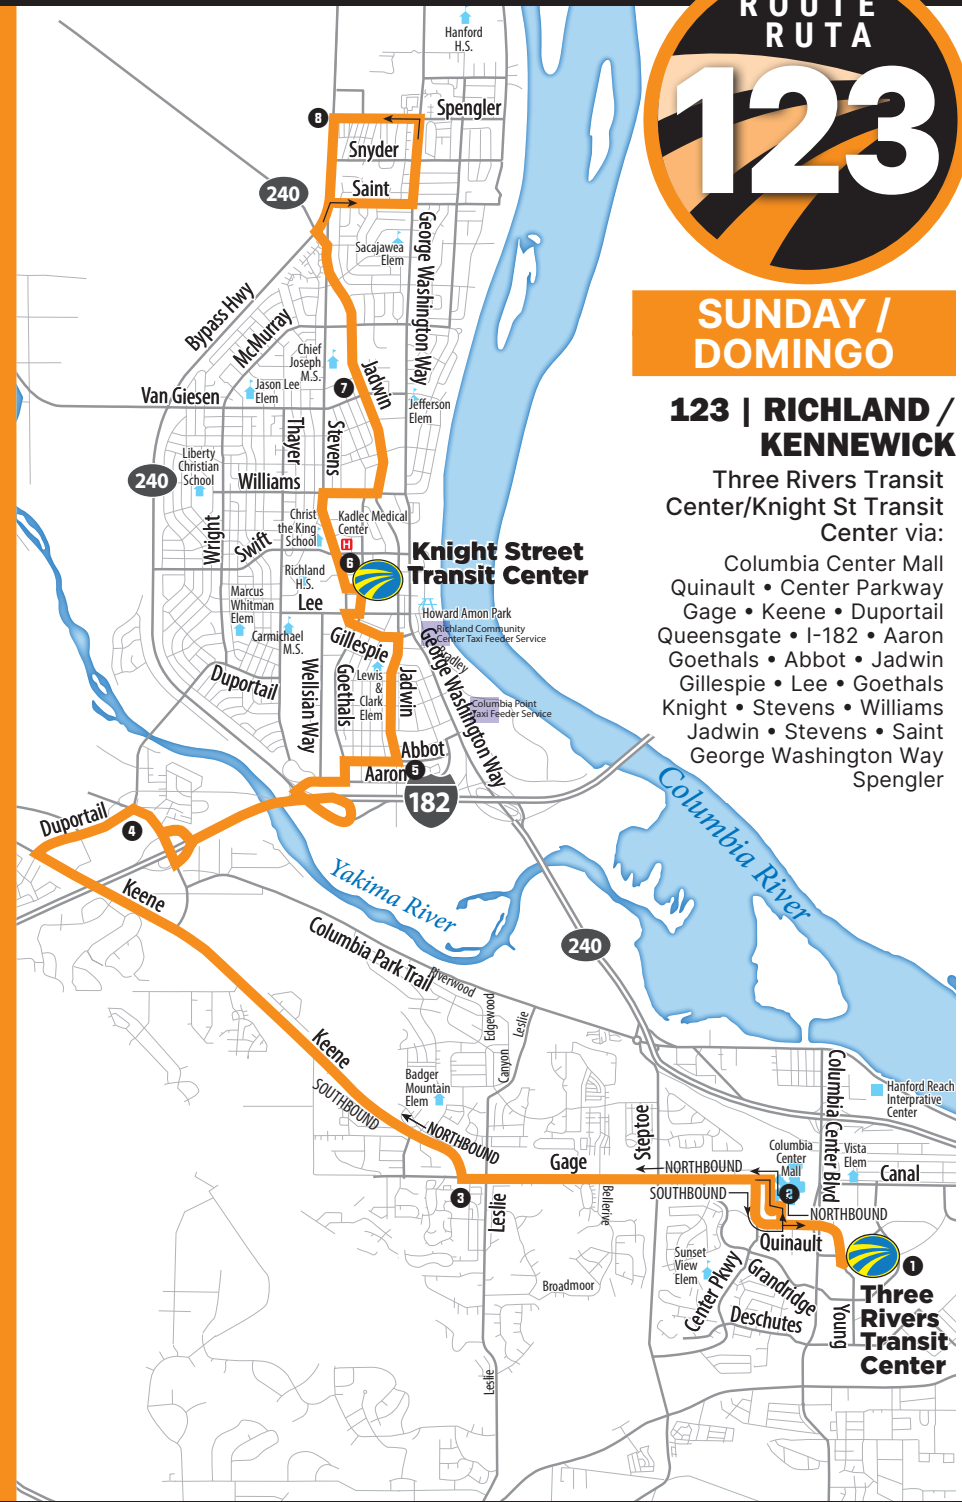 ROUTE
RUTA
123
SUNDAY /
DOMINGO
123 | RICHLAND /
KENNEWICK
Three Rivers Transit
Center/Knight St Transit
Center via:
Columbia Center Mall
Quinault • Center Parkway
Gage • Keene • Duportail
Queensgate • I-182 • Aaron
Goethals • Abbot • Jadwin
Gillespie • Lee • Goethals
Knight • Stevens • Williams
Jadwin • Stevens • Saint
George Washington Way
Spengler
Hanford
H.S.
8
Spengler
Snyder
240
Saint
Sacajawea
Elem
George Washington Way
Bypass Hwy
McMurray
Chief
Joseph
M.S.
Jadwin
7
Jason Lee
Elem
Van Giesen
Jefferson
Elem
Thayer
Stevens
Liberty
Christian
School
240
Williams
Christ
the King
School
Kadlec Medical
Center
H
Wright
Swift
6
Knight Street
Transit Center
Richland
H.S.
Marcus
Whitman
Elem
Lee
Howard Amon Park
Richland Community
Center Taxi Feeder Service
Carmichael
M.S.
Gillespie
George Washington Way
Bradley
Duportail
Wellsian Way
Goethals
Lewis
&
Clark
Elem
Jadwin
Columbia Point
Taxi Feeder Service
Abbot
Aaron
5
182
Columbia River
Duportail
4
Keene
Yakima River
Columbia Park Trail
Riverwood
240
Edgewood
Leslie
Canyon
Keene
SOUTHBOUND
Badger
Mountain
Elem
NORTHBOUND
Steptoe
Columbia Center Blvd
Hanford Reach
Interprative
Center
Columbia
Center
Mall
Vista
Elem
Gage
NORTHBOUND
Canal
3
SOUTHBOUND
2
NORTHBOUND
Leslie
Bellerive
Quinault
1
Sunset
View
Elem
Center Pkwy
Grandridge
Broadmoor
Deschutes
Young
Three
Rivers
Transit
Center
Leslie